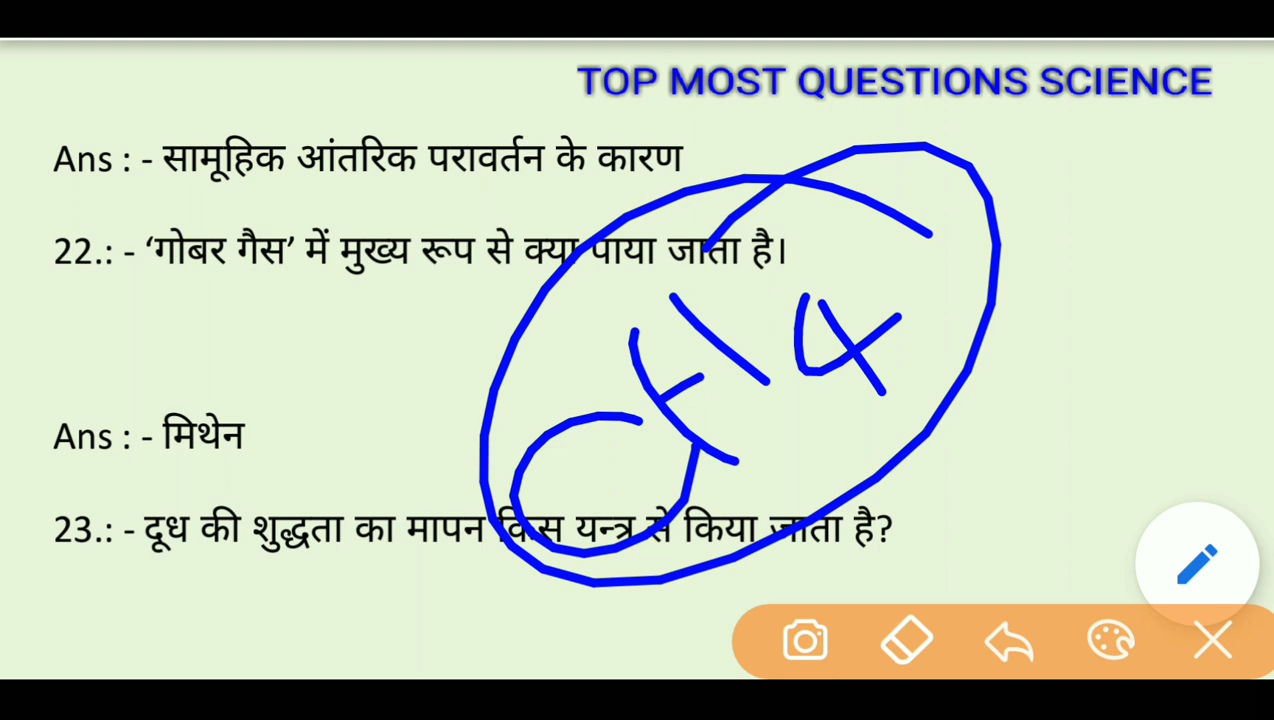 TOP MOST QUESTIONS SCIENCE
Ans : - सामूहिक आंतरिक परावर्तन के कारण
22.: - ‘गोबर गैस’ में मुख्य रूप से क्या पाया जाता है।
CH4
Ans : - मिथेन
23.: - दूध की शुद्धता का मापन किस यन्त्र से किया जाता है?